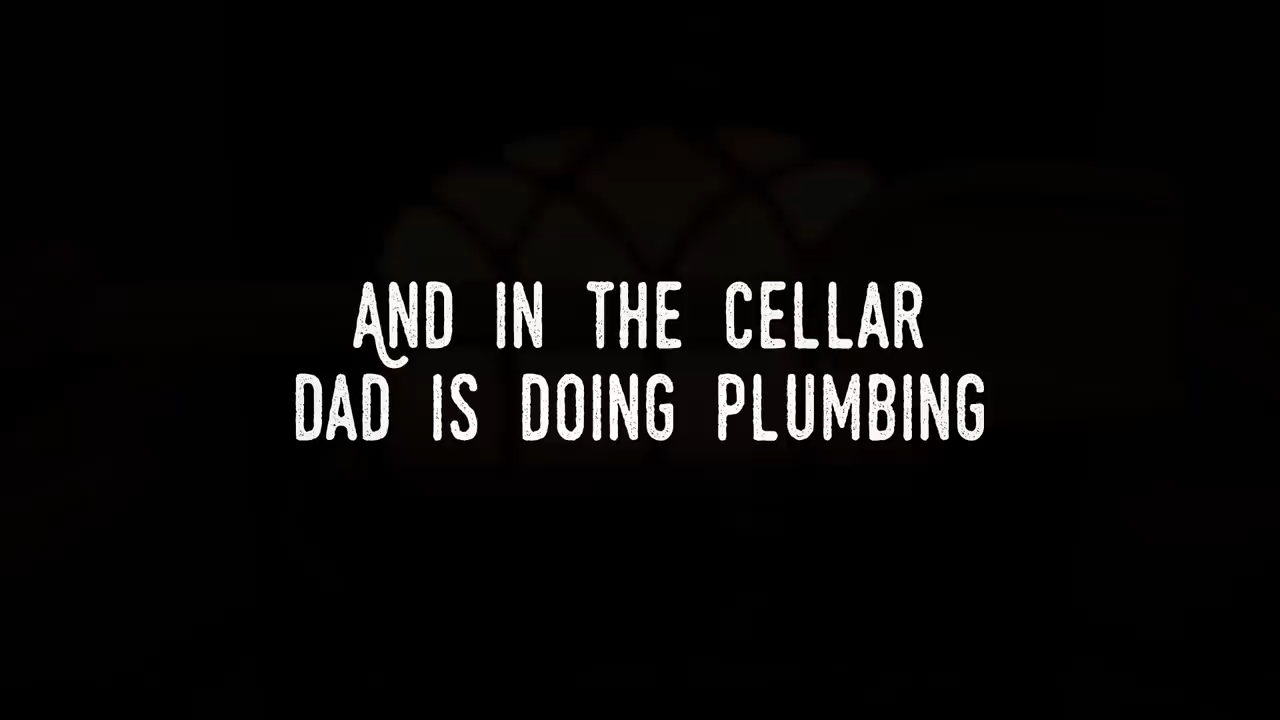 AND IN THE CELLAR
DAD IS DOING PLUMBING